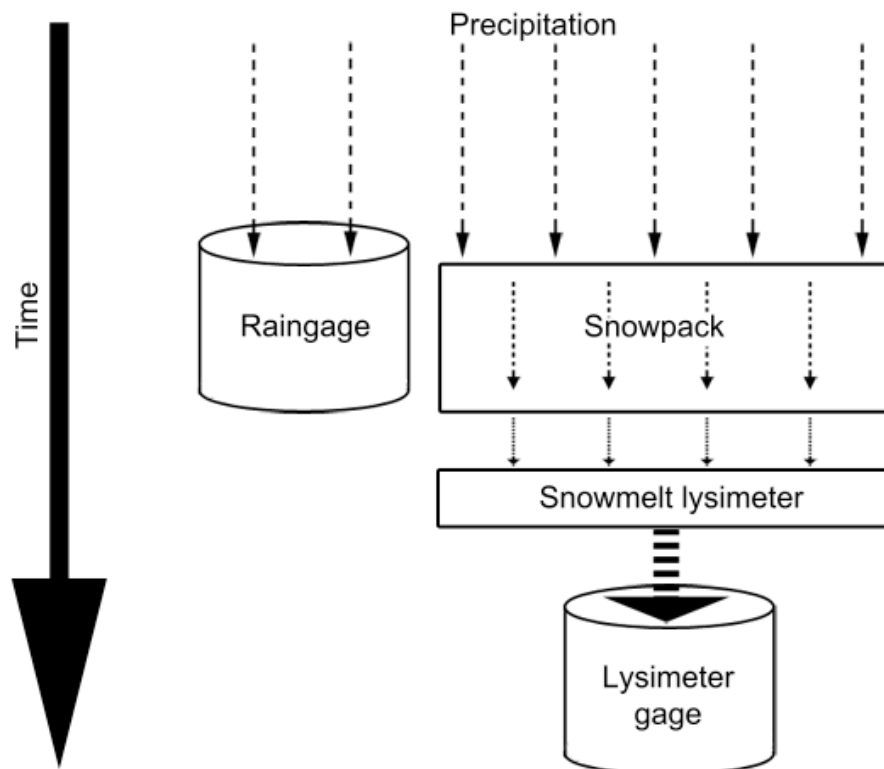 Precipitation
Time
Raingage
Snowpack
Snowmelt lysimeter
Lysimeter
gage